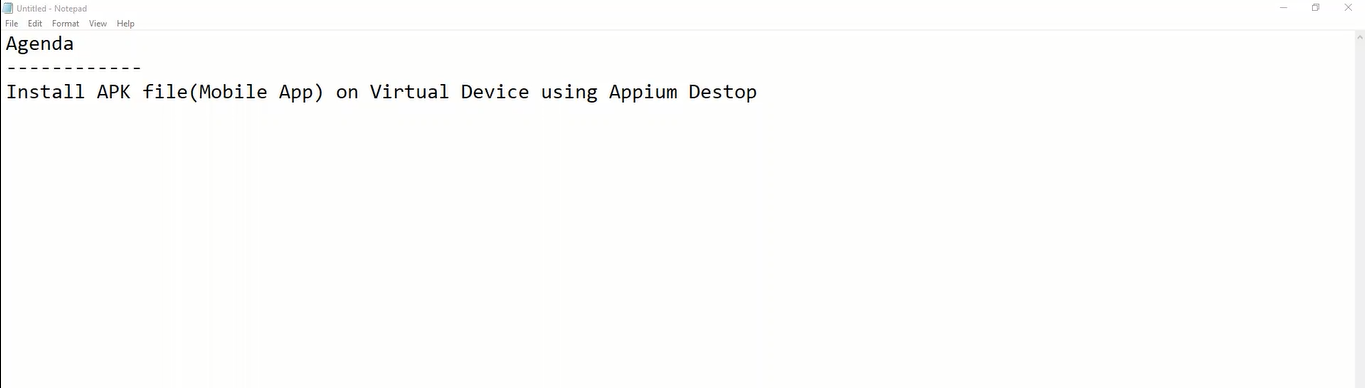 Untitled - Notepad
File Edit Format View Help
Agenda
------------
Install APK file(Mobile App) on Virtual Device using Appium Destop